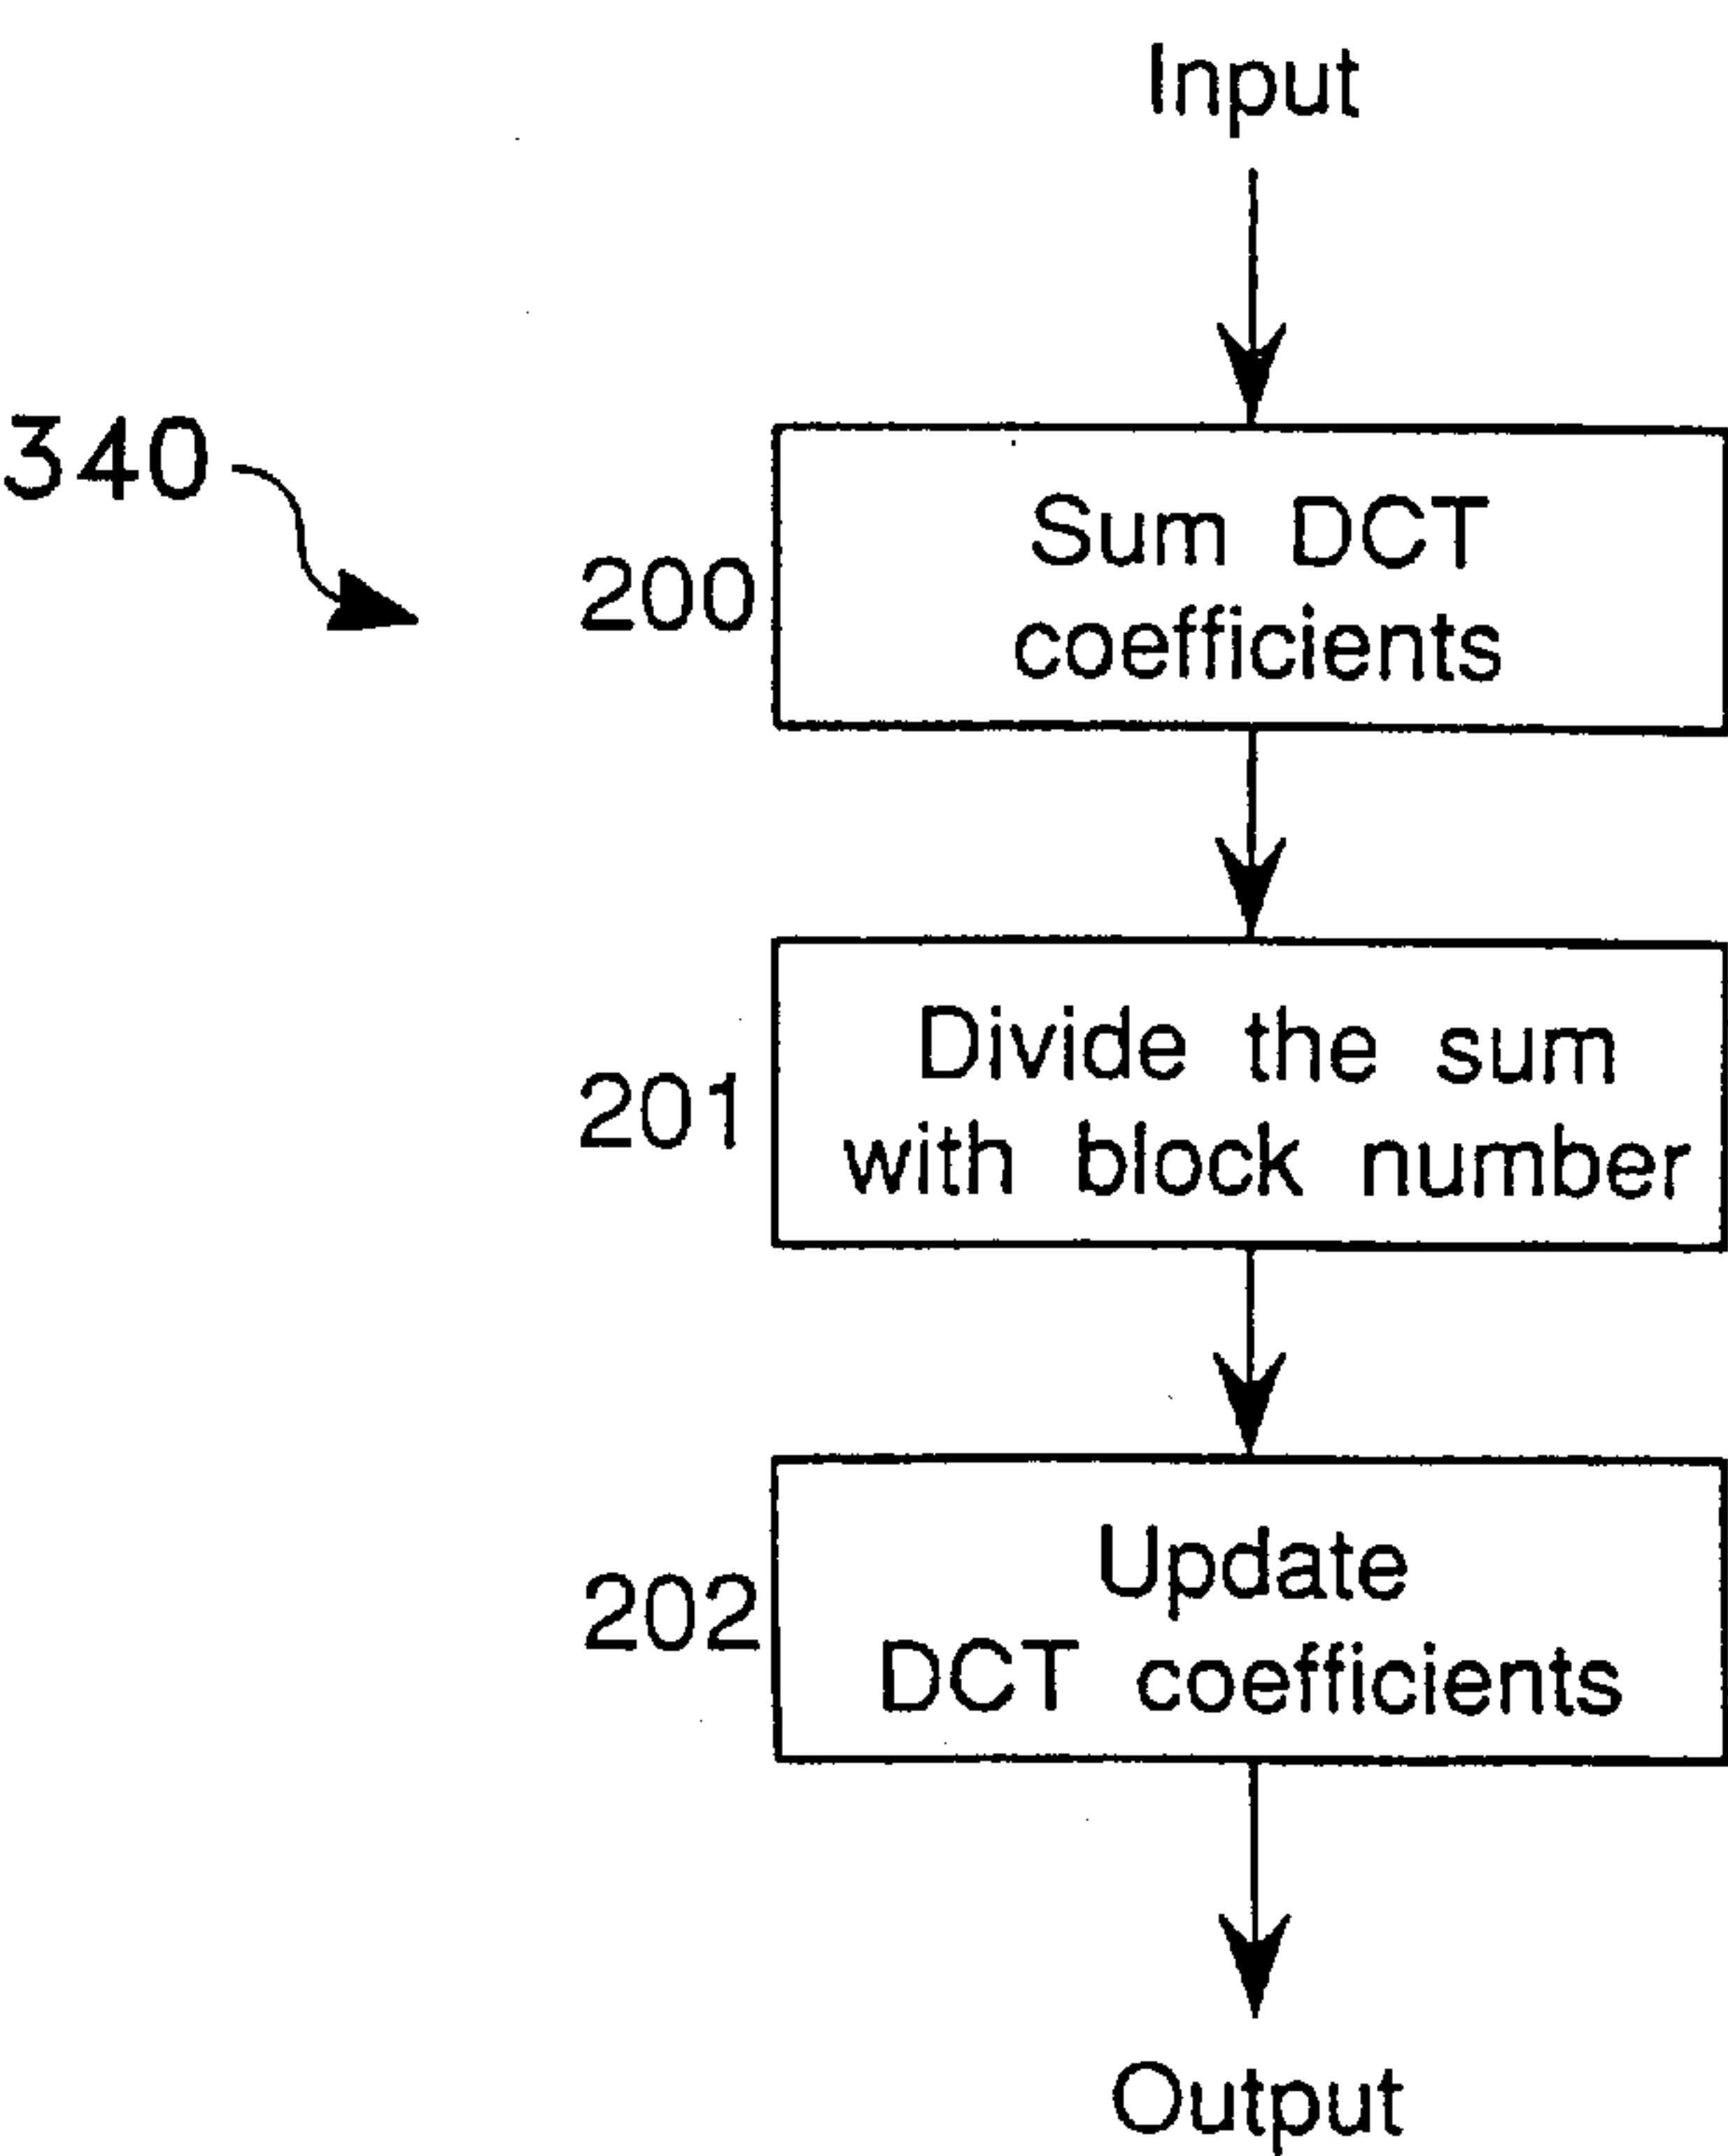 Input
340
200
Sum DCT
coefficients
201
Divide the sum
with block number
202
Update
DCT coefficients
Output